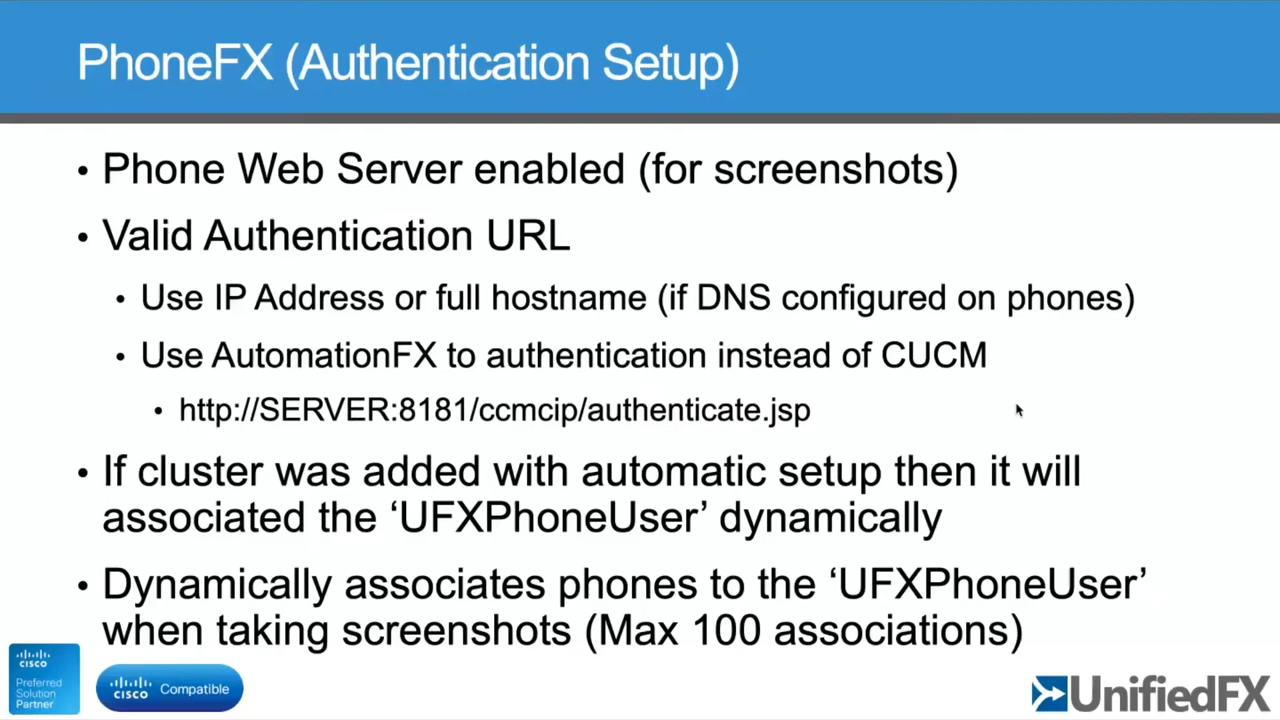 PhoneFX (Authentication Setup)
• Phone Web Server enabled (for screenshots)
• Valid Authentication URL
• Use IP Address or full hostname (if DNS configured on phones)
• Use AutomationFX to authentication instead of CUCM
• http://SERVER:8181/ccmcip/authenticate.jsp
• If cluster was added with automatic setup then it will
associated the ‘UFXPhoneUser’ dynamically
• Dynamically associates phones to the ‘UFXPhoneUser’
when taking screenshots (Max 100 associations)
CISCO
Preferred
Solution
Partner
CISCO Compatible
UnifiedFX